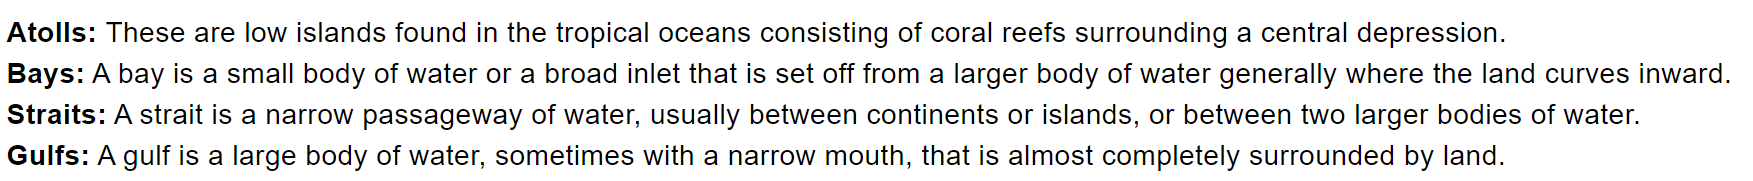 Atolls: These are low islands found in the tropical oceans consisting of coral reefs surrounding a central depression.
Bays: A bay is a small body of water or a broad inlet that is set off from a larger body of water generally where the land curves inward.
Straits: A strait is a narrow passageway of water, usually between continents or islands, or between two larger bodies of water.
Gulfs: A gulf is a large body of water, sometimes with a narrow mouth, that is almost completely surrounded by land.